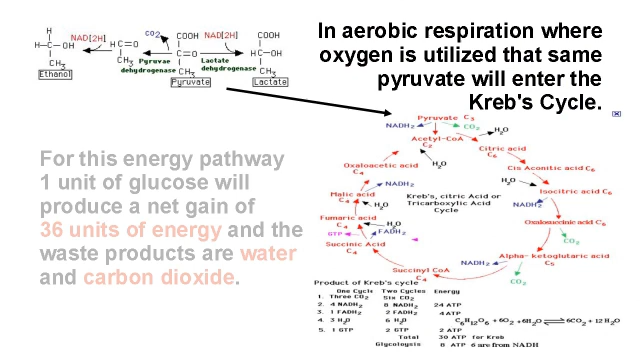 In aerobic respiration where
oxygen is utilized that same
pyruvate will enter the
Kreb's Cycle.
H
H-C-OH
CH3
Ethanol
NAD[2H]
C=O
CH3
CO2
Pyruvae
dehydrogenase
COOH
C=O
CH3
Pyruvate
NAD[2H]
Lactate
dehydrogenase
COOH
H-C-OH
CH3
Lactate
For this energy pathway
1 unit of glucose will
produce a net gain of
36 units of energy and the
waste products are water
and carbon dioxide.
Pyruvate C3
NADH2
CO2
Acetyl-CoA
C2
H2O
Citric acid
C6
H2O
Cis Aconitic acid C6
H2O
Isocitric acid C6
NADH2
Oxalosuccinic acid C6
CO2
Alpha- ketoglutaric acid
C5
NADH2
CO2
Succinyl CoA
C4
Succinic Acid
C4
GTP
FADH2
Fumaric acid
C4
H2O
Malic acid
C4
H2O
NADH2
Oxaloacetic acid
C4
Kreb's, citric Acid or
Tricarboxylic Acid
Cycle
Product of Kreb's cycle
One Cycle Two Cycles Energy
1. Three CO2 Six CO2
2. 4 NADH2 8 NADH2 24 ATP
3. 1 FADH2 2 FADH2 4 ATP
4. 3 H2O 6 H2O
5. 1 GTP 2 GTP 2 ATP
Total 30 ATP for Kreb
Glycoloysis 8 ATP 6 are from NADH
C6H12O6 + 6O2 + 6H2O ⇌ 6CO2 + 12 H2O